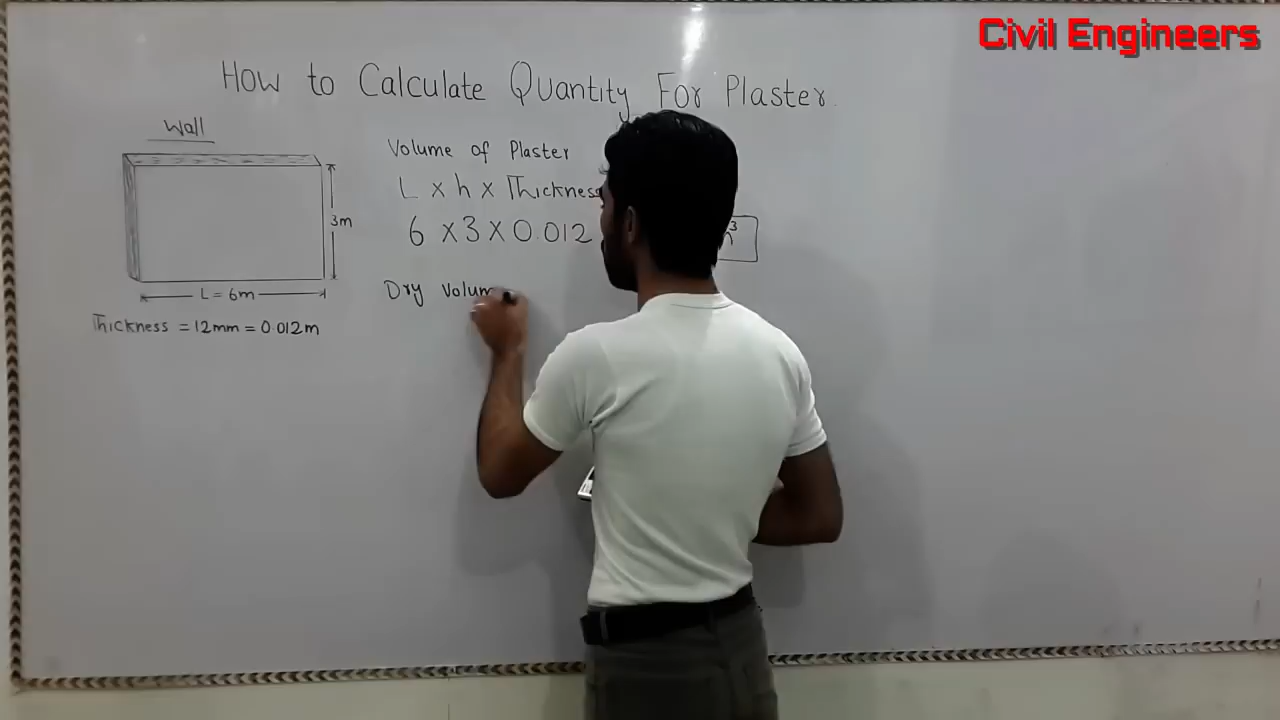 Civil Engineers
How to Calculate Quantity For Plaster.
Wall
3m
L = 6m
Thickness = 12mm = 0.012m
Volume of Plaster
L x h x Thickness
6 x 3 x 0.012
Dry Volum